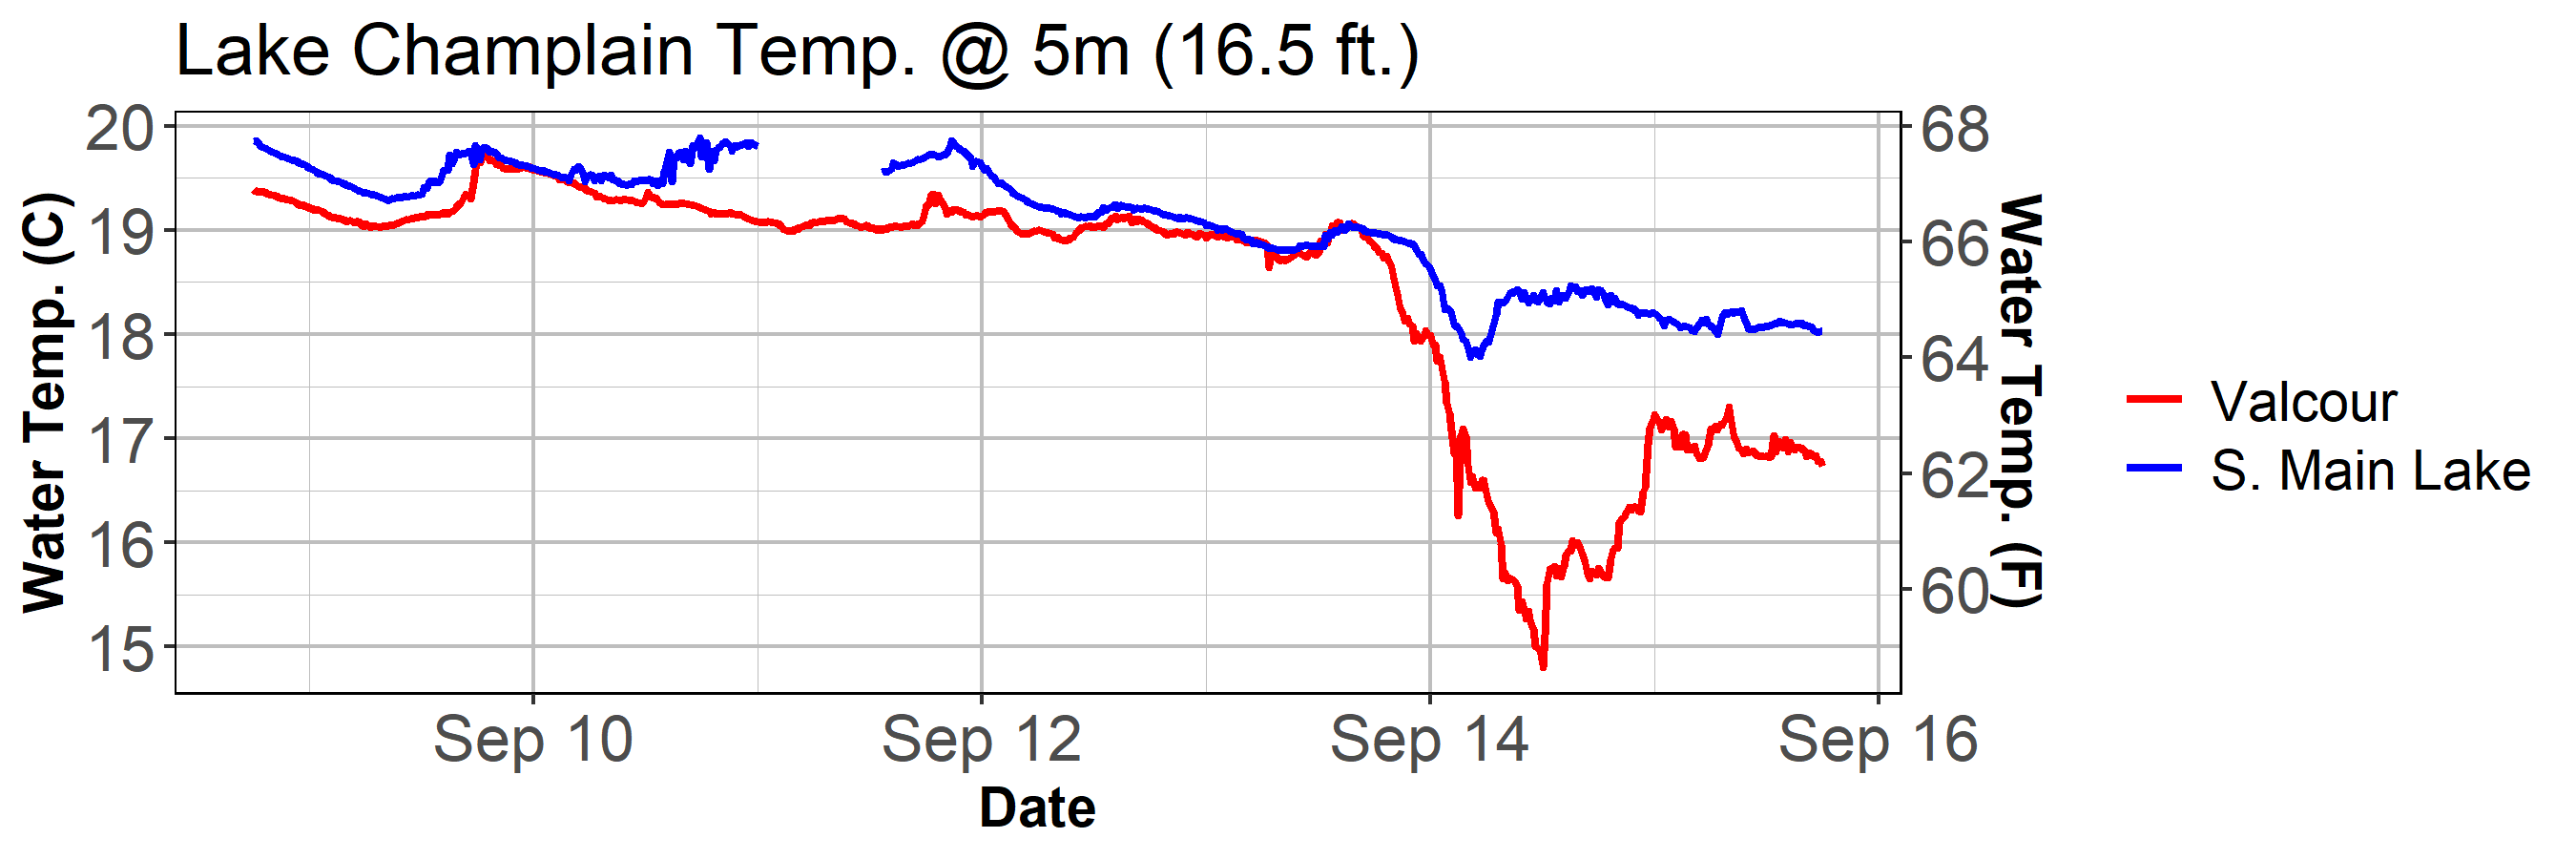 Lake Champlain Temp. @ 5m (16.5 ft.)
Water Temp. (C)
20
19
18
17
16
15
68
66
64
62
60
Water Temp. (F)
Sep 10
Sep 12
Sep 14
Sep 16
Date
Valcour
S. Main Lake